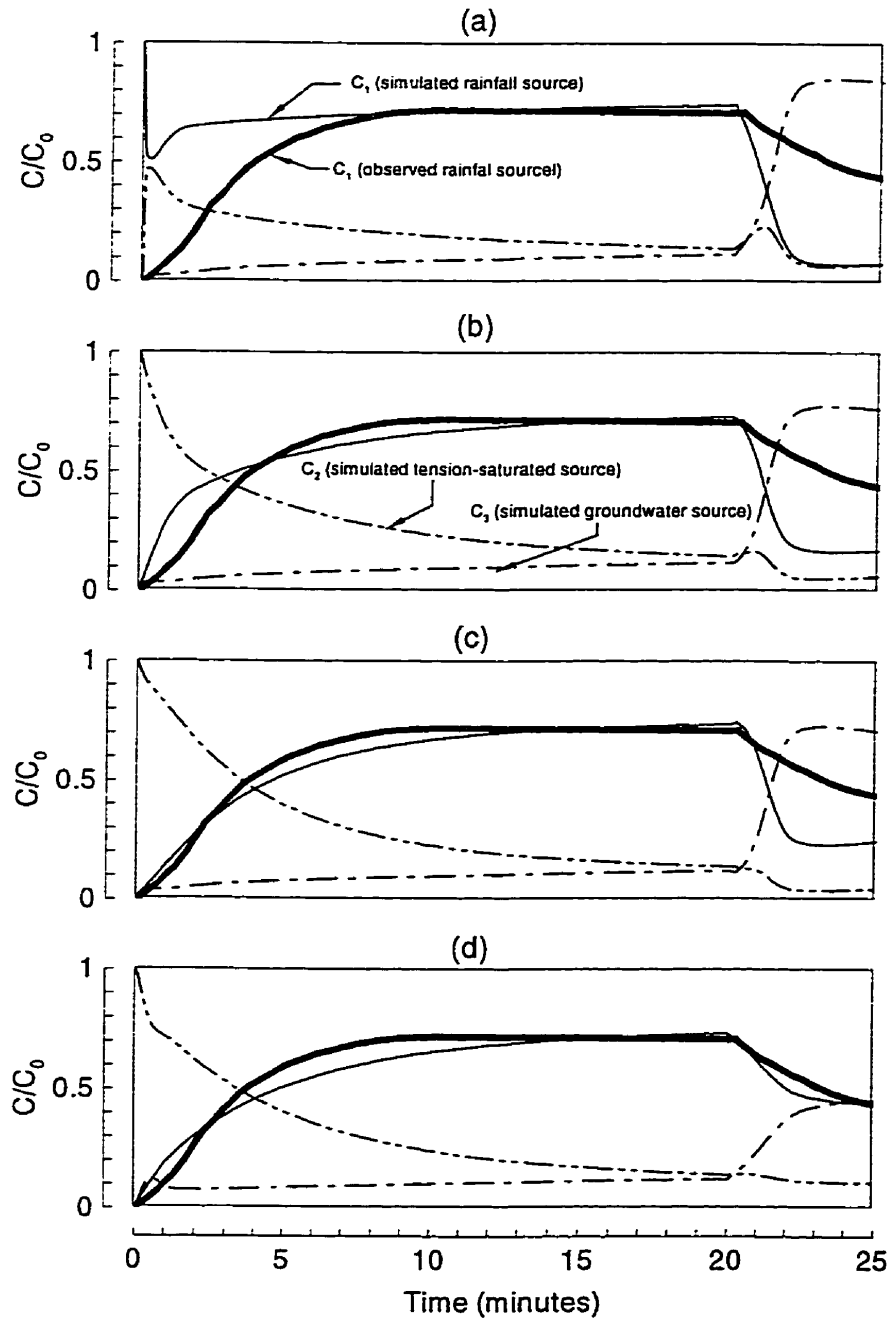 (a)
1
0.5
0
C/C0
C1 (simulated rainfall source)
C1 (observed rainfal sourcel)
(b)
1
0.5
0
C/C0
C2 (simulated tension-saturated source)
C3 (simulated groundwater source)
(c)
1
0.5
0
C/C0
(d)
1
0.5
0
C/C0
0 5 10 15 20 25
Time (minutes)